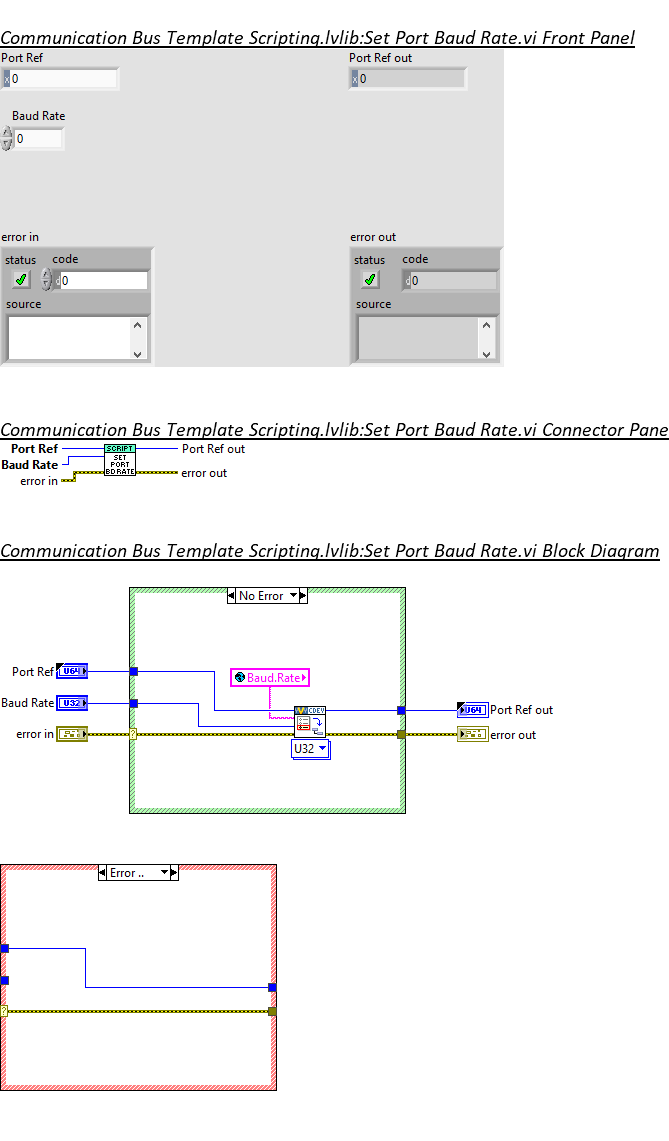 Communication Bus Template Scripting.lvlib:Set Port Baud Rate.vi Front Panel
Port Ref
Port Ref out
x 0
x 0
Baud Rate
0
error in
error out
status code
status code
0
d 0
source
source
Communication Bus Template Scripting.lvlib:Set Port Baud Rate.vi Connector Pane
Port Ref
SCRIPT
Port Ref out
Baud Rate
SET
PORT
BD RATE
error in
error out
Communication Bus Template Scripting.lvlib:Set Port Baud Rate.vi Block Diagram
No Error
Port Ref U64
Baud.Rate
Baud Rate U32
CDEV
U64 Port Ref out
error in
?
error out
U32
Error ..
?